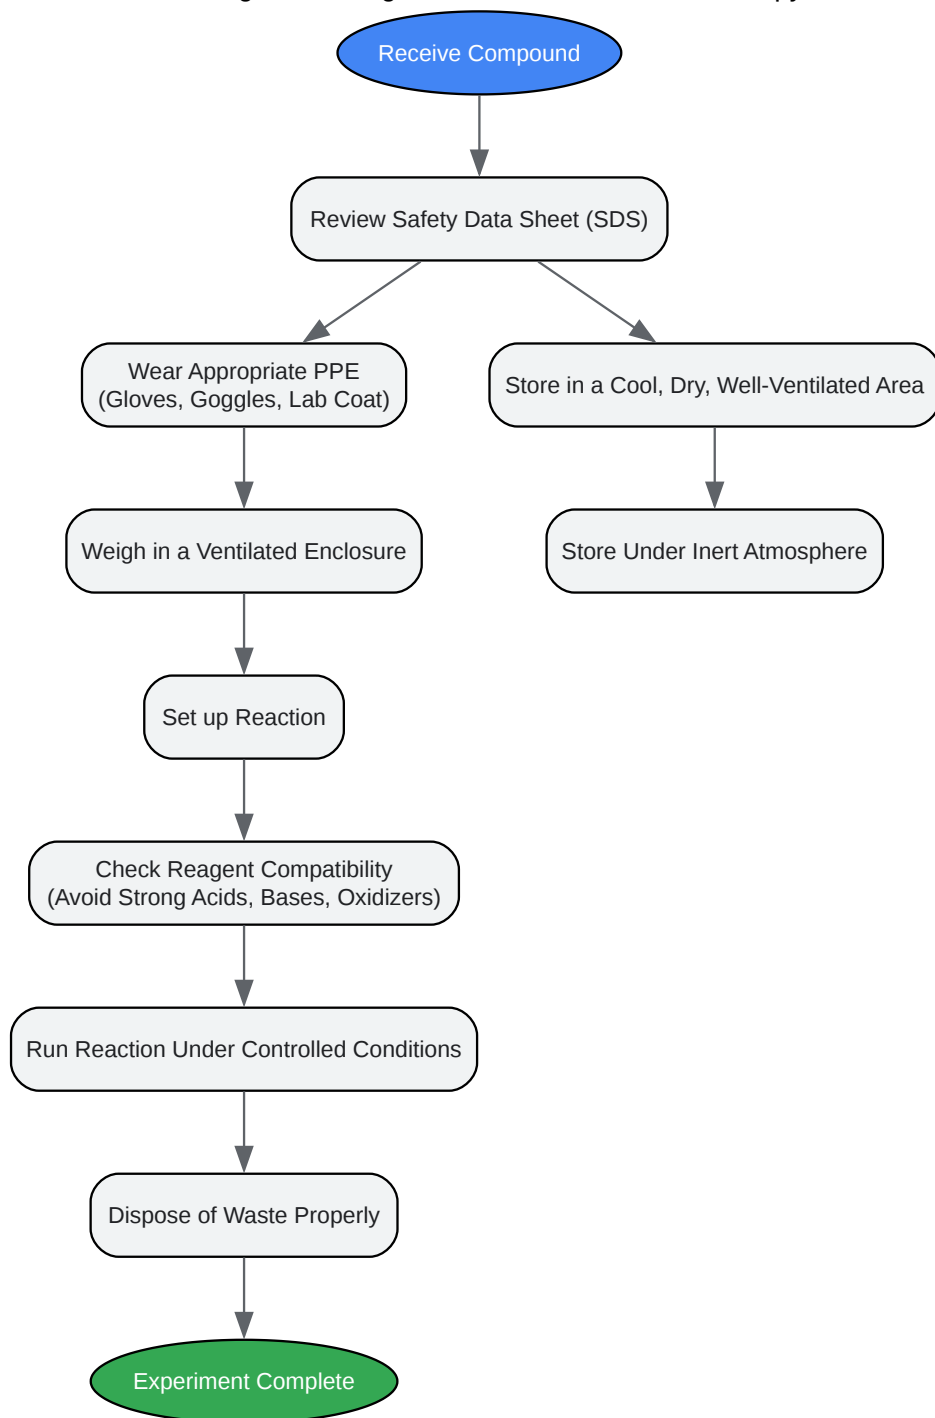 Receive Compound
Review Safety Data Sheet (SDS)
Wear Appropriate PPE
(Gloves, Goggles, Lab Coat)
Store in a Cool, Dry, Well-Ventilated Area
Weigh in a Ventilated Enclosure
Store Under Inert Atmosphere
Set up Reaction
Check Reagent Compatibility
(Avoid Strong Acids, Bases, Oxidizers)
Run Reaction Under Controlled Conditions
Dispose of Waste Properly
Experiment Complete